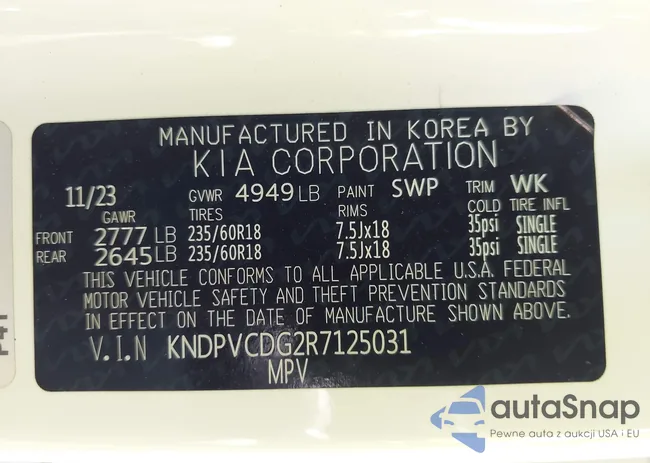 MANUFACTURED IN KOREA BY
KIA CORPORATION
11/23 GVWR 4949 LB PAINT SWP TRIM WK
GAWR TIRES RIMS COLD TIRE INFL
FRONT 2777 LB 235/60R18 7.5Jx18 35psi SINGLE
REAR 2645 LB 235/60R18 7.5Jx18 35psi SINGLE
THIS VEHICLE CONFORMS TO ALL APPLICABLE U.S.A. FEDERAL
MOTOR VEHICLE SAFETY AND THEFT PREVENTION STANDARDS
IN EFFECT ON THE DATE OF MANUFACTURE SHOWN ABOVE.
V.I.N KNDPVCDG2R7125031
MPV
autaSnap
Pewne auta z aukcji USA i EU